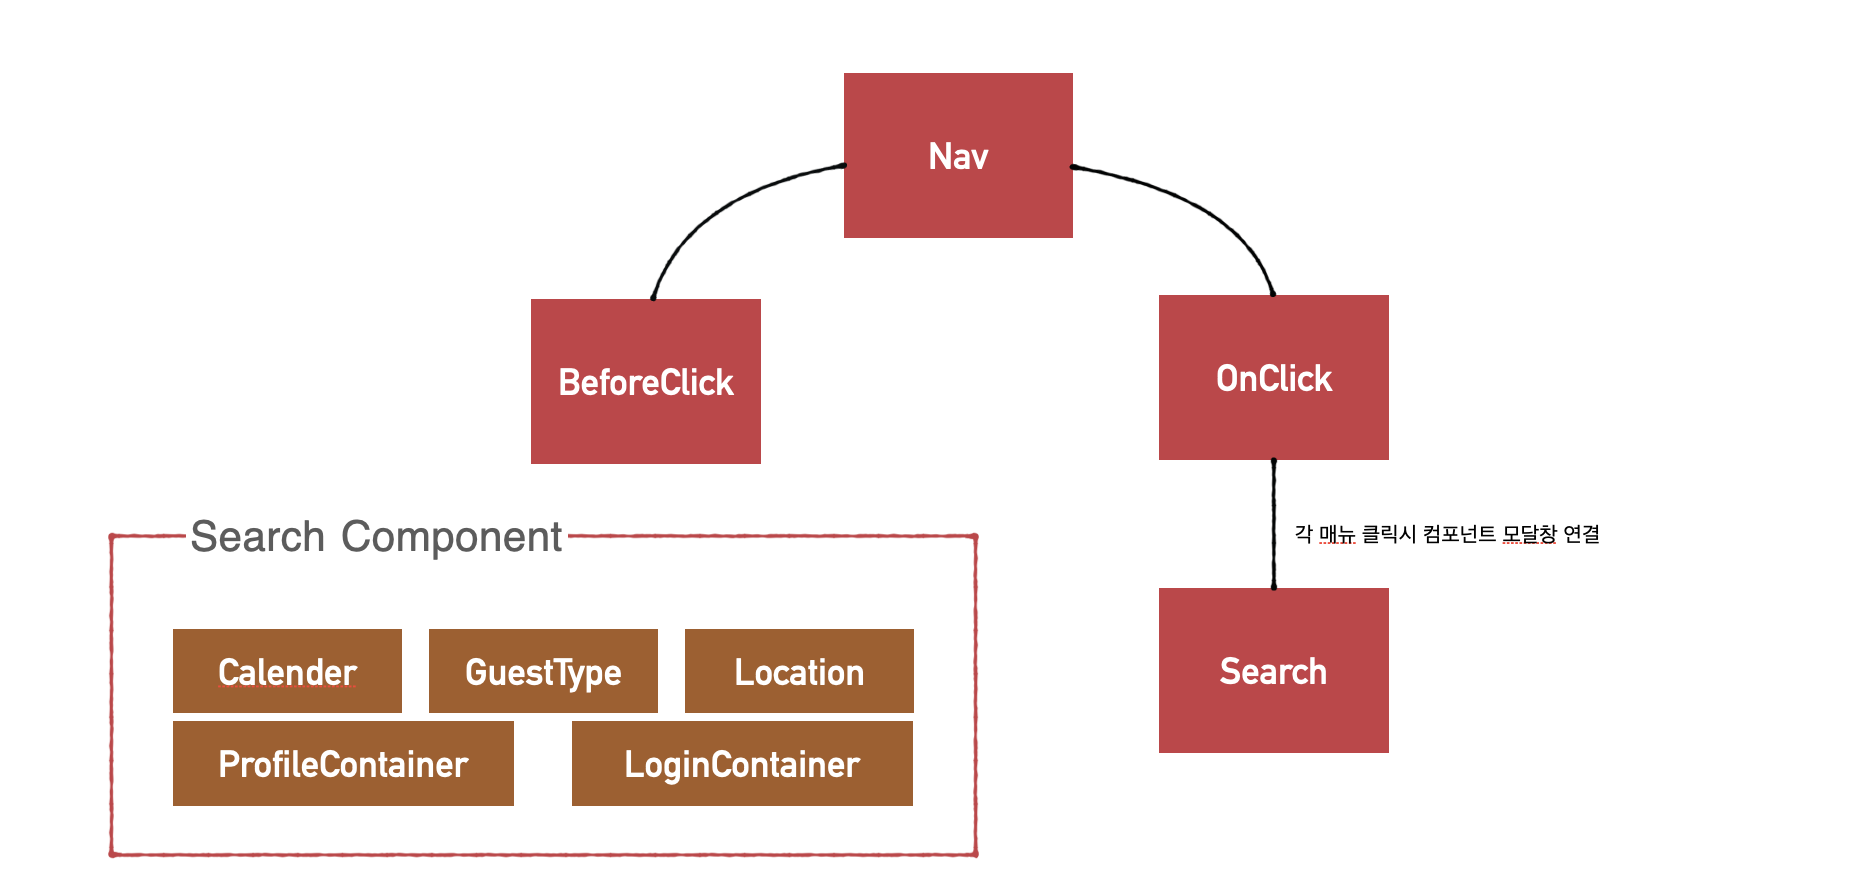 Nav
BeforeClick
OnClick
각 매뉴 클릭시 컴포넌트 모달창 연결
Search
Search Component
Calender
GuestType
Location
ProfileContainer
LoginContainer